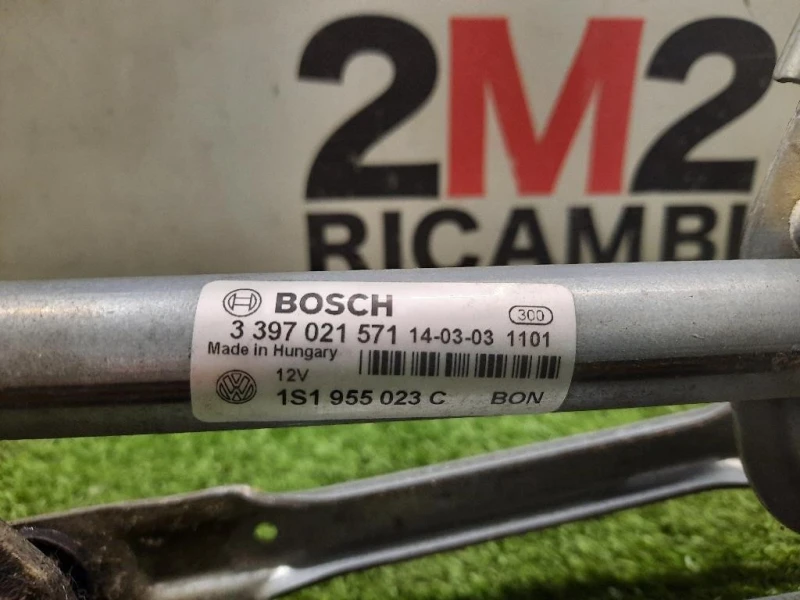 2M2
RICAMBI
BOSCH
300
3 397 021 571 14-03-03 1101
Made in Hungary
12V
1S1 955 023 C BON